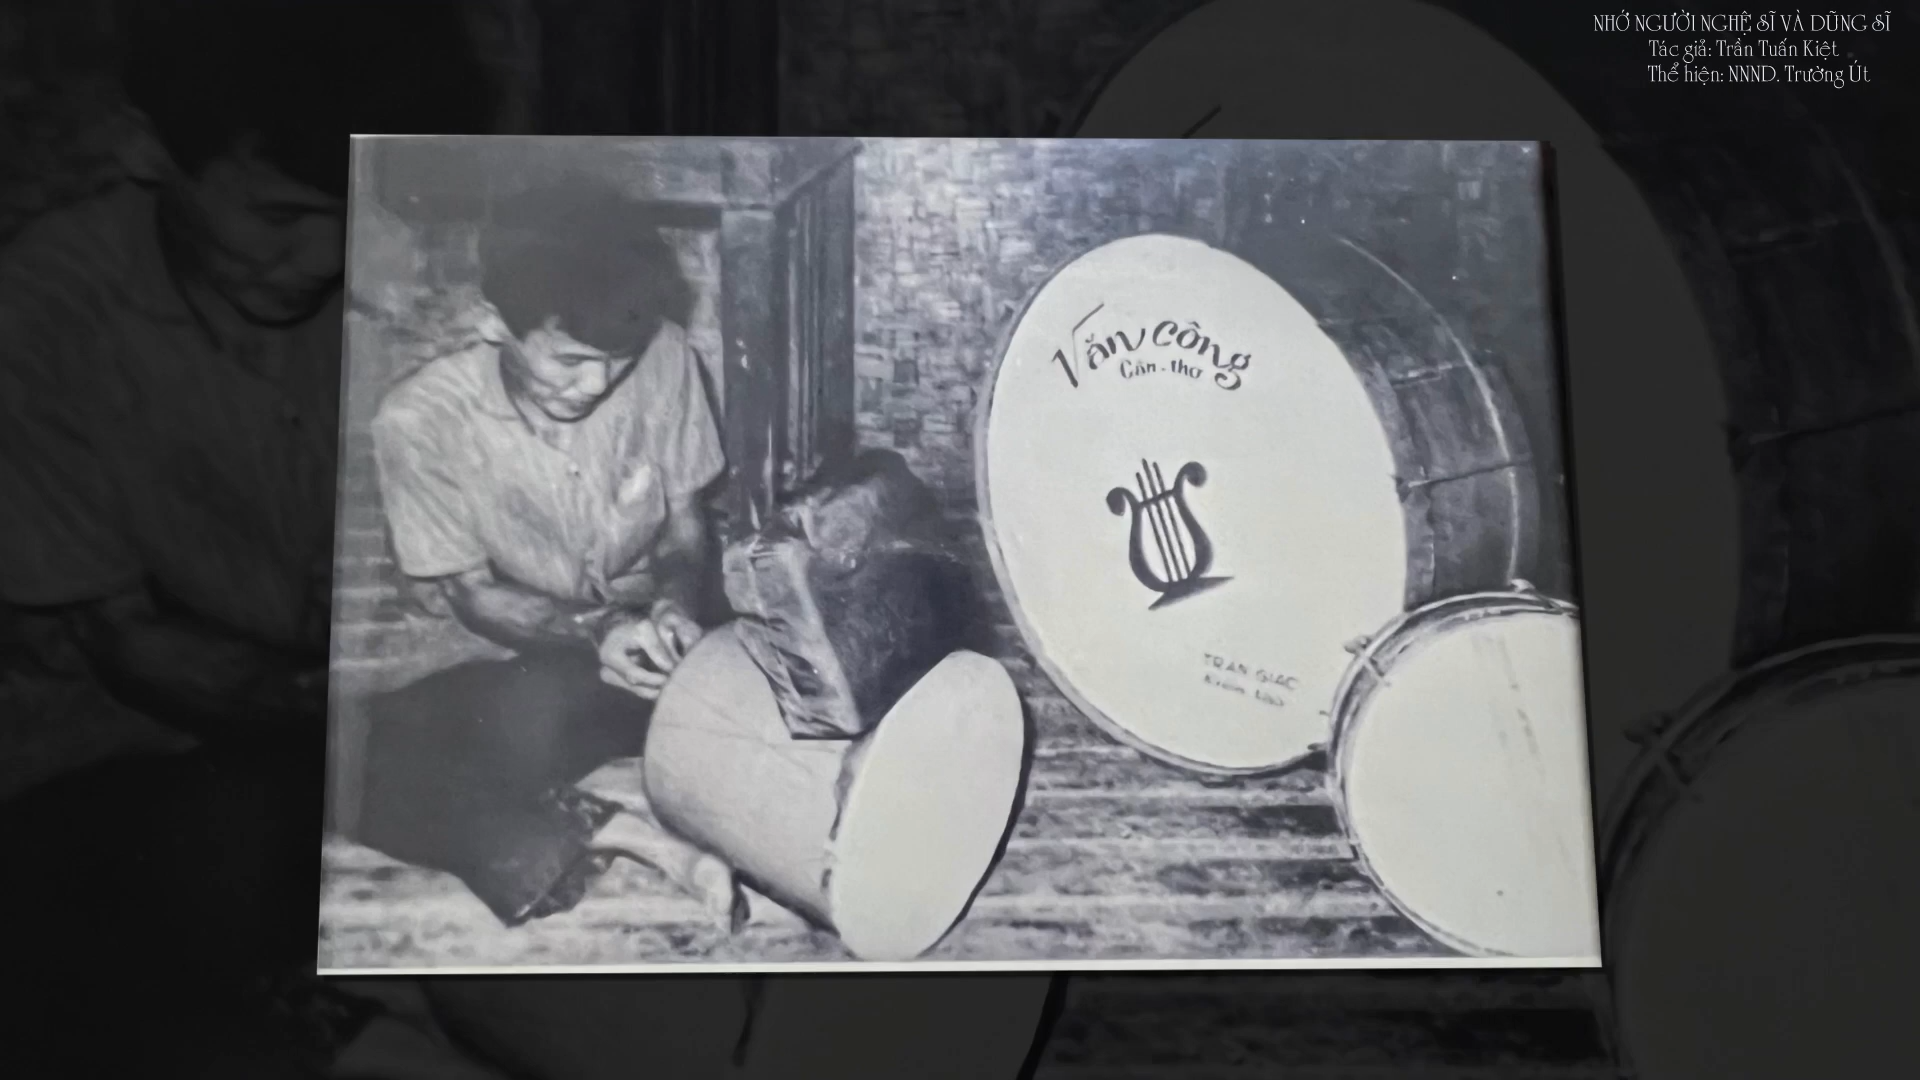 NHỚ NGƯỜI NGHỆ SĨ VÀ DŨNG SĨ
Tác giả: Trần Tuấn Kiệt
Thể hiện: NNND. Trường Út
Văn công
Cần-thơ
TRẦN GIÁC